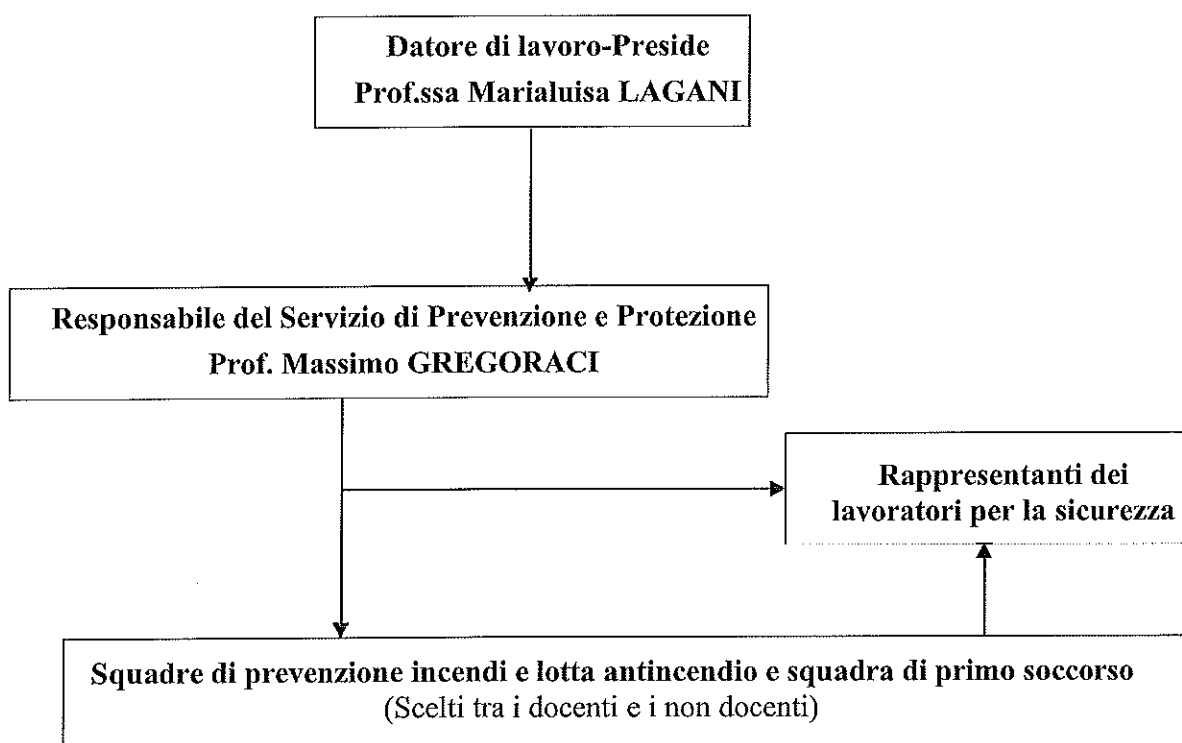 Datore di lavoro-Preside
Prof.ssa Marialuisa LAGANI
Responsabile del Servizio di Prevenzione e Protezione
Prof. Massimo GREGORACI
Rappresentanti dei
lavoratori per la sicurezza
Squadre di prevenzione incendi e lotta antincendio e squadra di primo soccorso
(Scelti tra i docenti e i non docenti)